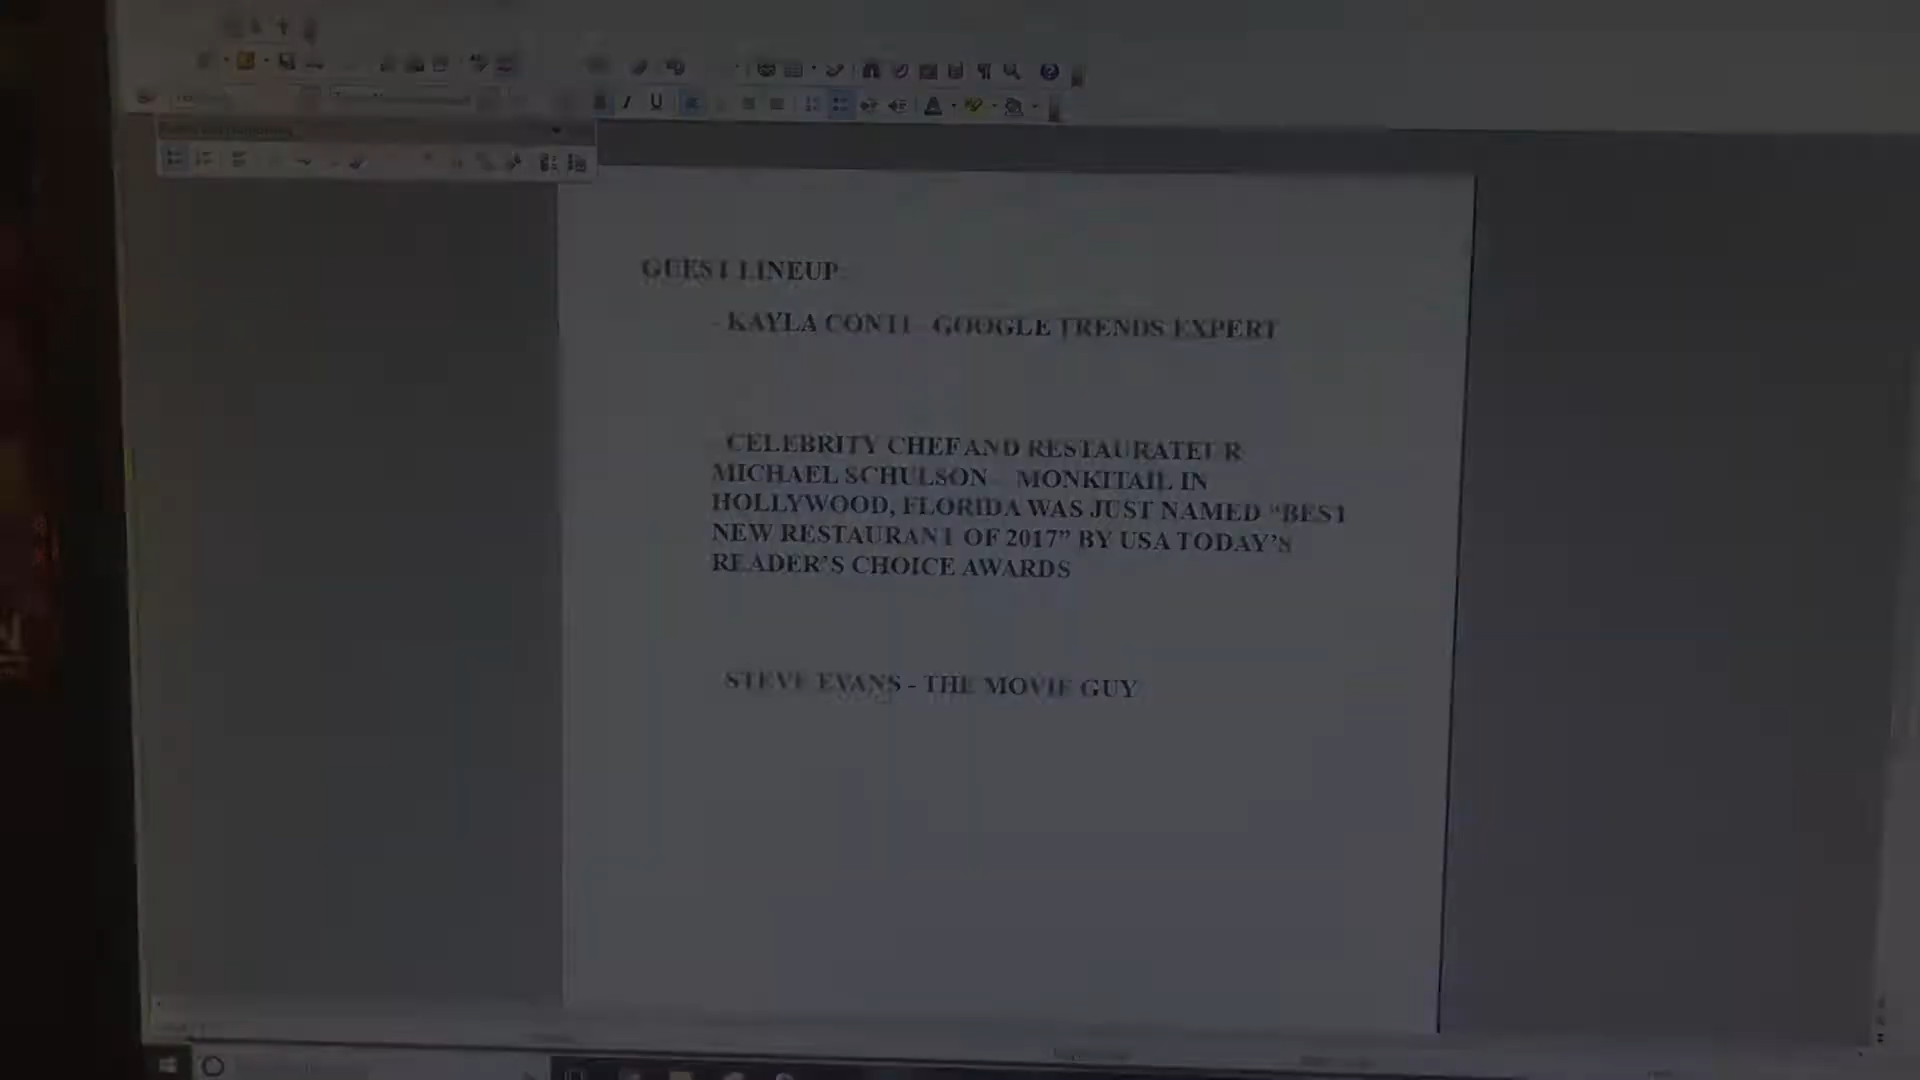 GUEST LINEUP:
- KAYLA CONTI - GOOGLE TRENDS EXPERT
- CELEBRITY CHEF AND RESTAURATEUR
MICHAEL SCHULSON - MONKITAIL IN
HOLLYWOOD, FLORIDA WAS JUST NAMED “BEST
NEW RESTAURANT OF 2017” BY USA TODAY’S
READER’S CHOICE AWARDS
- STEVE EVANS - THE MOVIE GUY